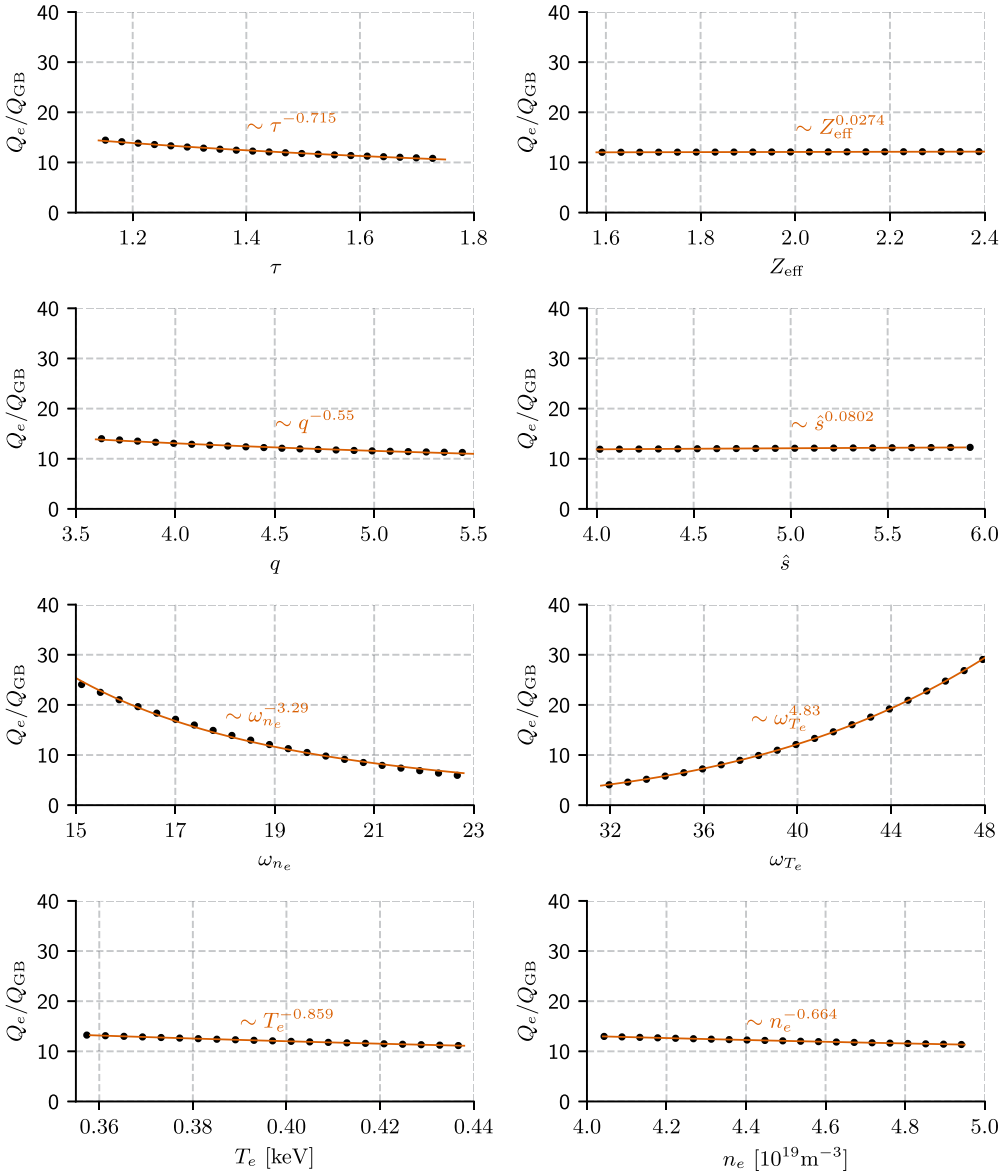 Q_e/Q_GB
40
30
20
10
0
∼ τ^−0.715
1.2 1.4 1.6 1.8
τ
Q_e/Q_GB
40
30
20
10
0
∼ Z_eff^0.0274
1.6 1.8 2.0 2.2 2.4
Z_eff
Q_e/Q_GB
40
30
20
10
0
∼ q^−0.55
3.5 4.0 4.5 5.0 5.5
q
Q_e/Q_GB
40
30
20
10
0
∼ ŝ^0.0802
4.0 4.5 5.0 5.5 6.0
ŝ
Q_e/Q_GB
40
30
20
10
0
∼ ω_n_e^−3.29
15 17 19 21 23
ω_n_e
Q_e/Q_GB
40
30
20
10
0
∼ ω_T_e^4.83
32 36 40 44 48
ω_T_e
Q_e/Q_GB
40
30
20
10
0
∼ T_e^−0.859
0.36 0.38 0.40 0.42 0.44
T_e [keV]
Q_e/Q_GB
40
30
20
10
0
∼ n_e^−0.664
4.0 4.2 4.4 4.6 4.8 5.0
n_e [10^19 m^−3]